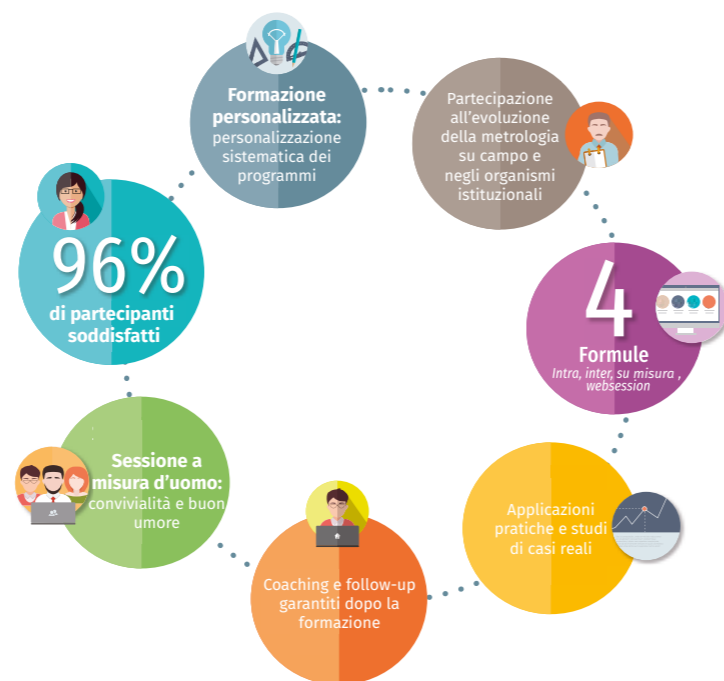 Formazione
personalizzata:
personalizzazione
sistematica dei
programmi
Partecipazione
all'evoluzione
della metrologia
su campo e
negli organismi
istituzionali
4
Formule
Intra, inter, su misura ,
websession
Applicazioni
pratiche e studi
di casi reali
Coaching e follow-up
garantiti dopo la
formazione
Sessione a
misura d'uomo:
convivialità e buon
umore
96%
di partecipanti
soddisfatti